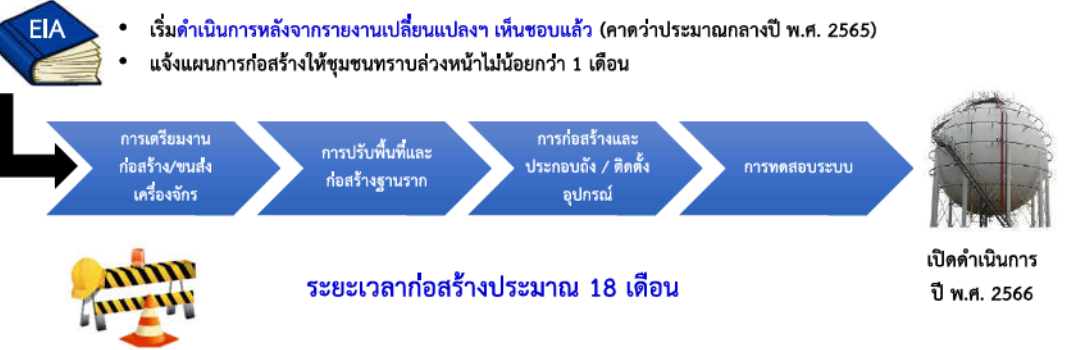 EIA
• เริ่มดำเนินการหลังจากรายงานเปลี่ยนแปลงฯ เห็นชอบแล้ว (คาดว่าประมาณกลางปี พ.ศ. 2565)
• แจ้งแผนการก่อสร้างให้ชุมชนทราบล่วงหน้าไม่น้อยกว่า 1 เดือน
การเตรียมงาน
ก่อสร้าง/ขนส่ง
เครื่องจักร
การปรับพื้นที่และ
ก่อสร้างฐานราก
การก่อสร้างและ
ประกอบถัง / ติดตั้ง
อุปกรณ์
การทดสอบระบบ
เปิดดำเนินการ
ปี พ.ศ. 2566
ระยะเวลาก่อสร้างประมาณ 18 เดือน